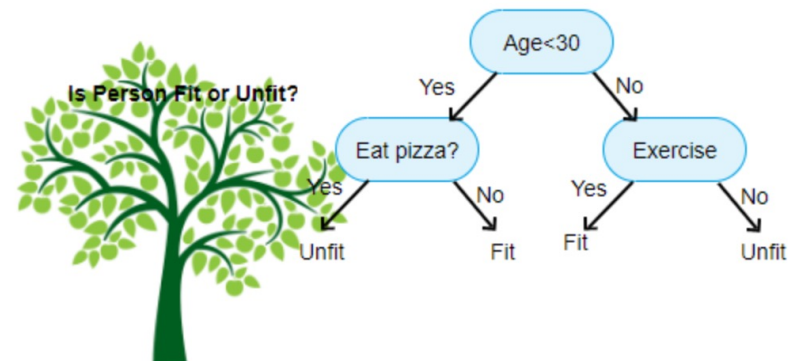 Is Person Fit or Unfit?
Age<30
Yes
No
Eat pizza?
Exercise
Yes
No
Yes
No
Unfit
Fit
Fit
Unfit